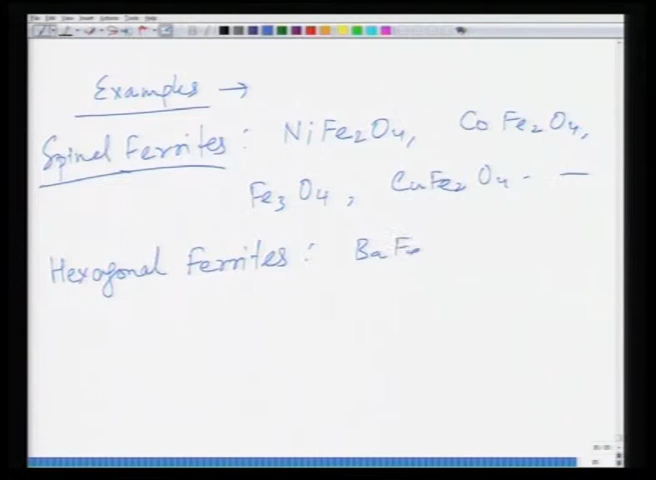 Examples →
Spinel Ferrites: NiFe2O4, CoFe2O4,
Fe3O4, CuFe2O4 - —
Hexagonal Ferrites: BaFe